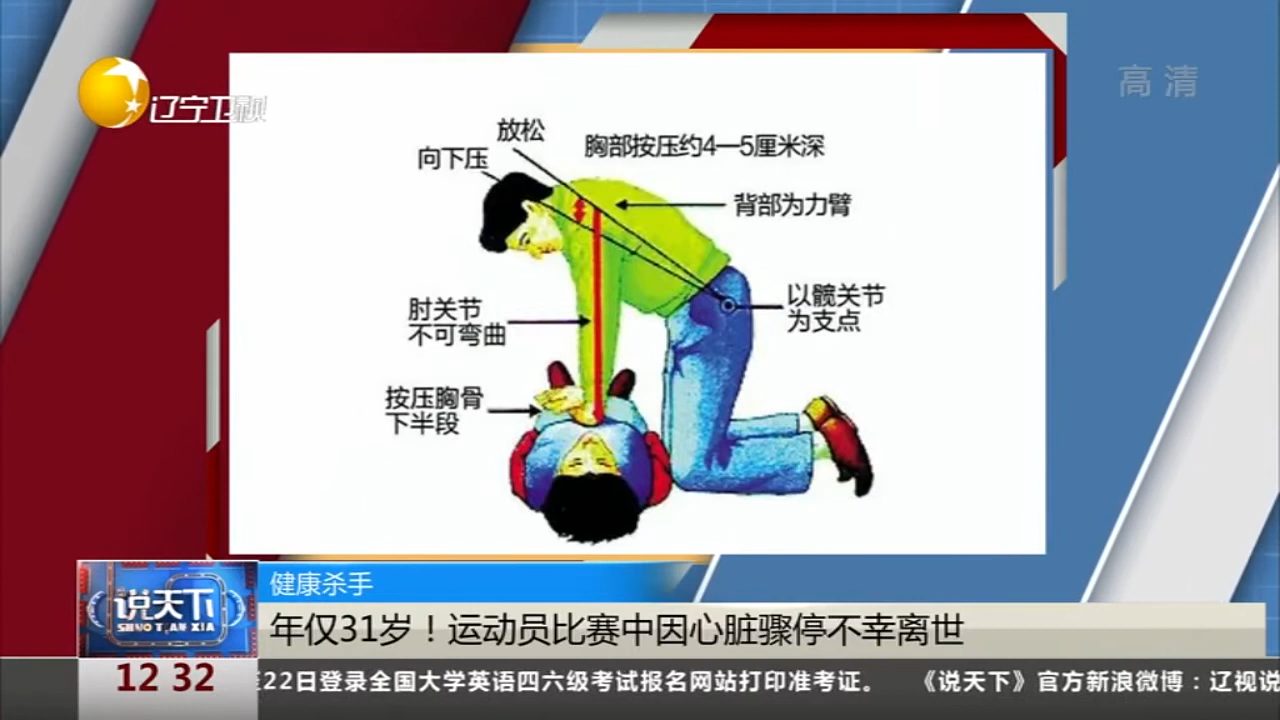 辽宁卫视
高清
放松
向下压
胸部按压约4—5厘米深
背部为力臂
以髋关节
为支点
肘关节
不可弯曲
按压胸骨
下半段
说天下
SHUO TIAN XIA
健康杀手
年仅31岁！运动员比赛中因心脏骤停不幸离世
12 32
22日登录全国大学英语四六级考试报名网站打印准考证。 《说天下》官方新浪微博：辽视说